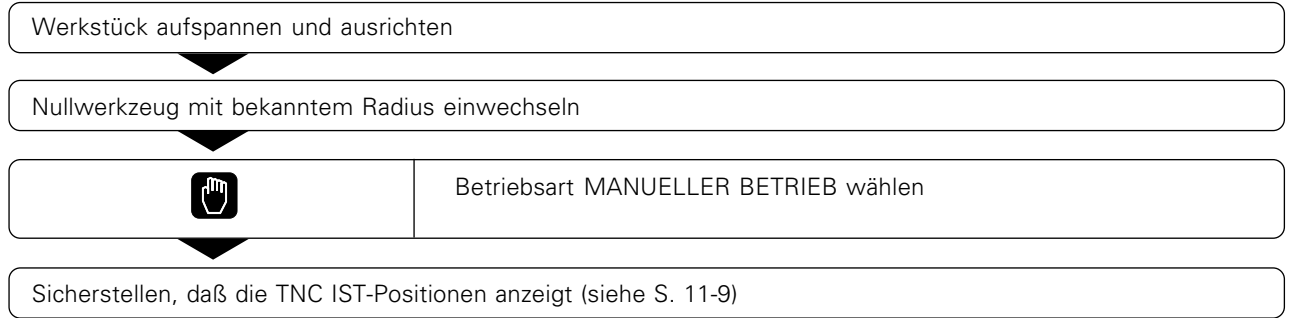 Werkstück aufspannen und ausrichten
Nullwerkzeug mit bekanntem Radius einwechseln
Betriebsart MANUELLER BETRIEB wählen
Sicherstellen, daß die TNC IST-Positionen anzeigt (siehe S. 11-9)